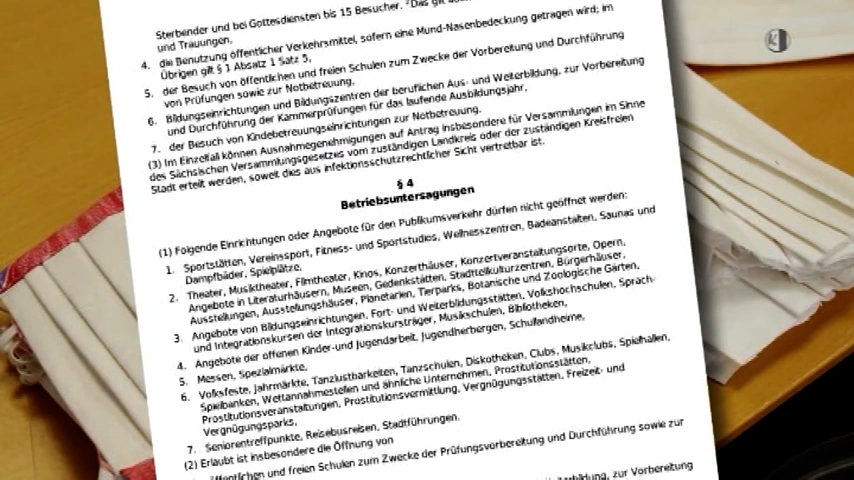 Sterbender und bei Gottesdiensten bis 15 Besucher. ²Das gilt auch
und Trauungen,
4. die Benutzung öffentlicher Verkehrsmittel, sofern eine Mund-Nasenbedeckung getragen wird; im
Übrigen gilt § 1 Absatz 1 Satz 5,
5. der Besuch von öffentlichen und freien Schulen zum Zwecke der Vorbereitung und Durchführung
von Prüfungen sowie zur Notbetreuung,
6. Bildungseinrichtungen und Bildungszentren der beruflichen Aus- und Weiterbildung, zur Vorbereitung
und Durchführung der Kammerprüfungen für das laufende Ausbildungsjahr,
7. der Besuch von Kindebetreuungseinrichtungen zur Notbetreuung.
(3) Im Einzelfall können Ausnahmegenehmigungen auf Antrag insbesondere für Versammlungen im Sinne
des Sächsischen Versammlungsgesetzes vom zuständigen Landkreis oder der zuständigen Kreisfreien
Stadt erteilt werden, soweit dies aus infektionsschutzrechtlicher Sicht vertretbar ist.
§ 4
Betriebsuntersagungen
(1) Folgende Einrichtungen oder Angebote für den Publikumsverkehr dürfen nicht geöffnet werden:
1. Sportstätten, Vereinssport, Fitness- und Sportstudios, Wellnesszentren, Badeanstalten, Saunas und
Dampfbäder, Spielplätze,
2. Theater, Musiktheater, Filmtheater, Kinos, Konzerthäuser, Konzertveranstaltungsorte, Opern,
Angebote in Literaturhäusern, Museen, Gedenkstätten, Stadtteilkulturzentren, Bürgerhäuser,
Ausstellungen, Ausstellungshäuser, Planetarien, Tierparks, Botanische und Zoologische Gärten,
3. Angebote von Bildungseinrichtungen, Fort- und Weiterbildungsstätten, Volkshochschulen, Sprach-
und Integrationskursen der Integrationskursträger, Musikschulen, Bibliotheken,
4. Angebote der offenen Kinder-und Jugendarbeit, Jugendherbergen, Schullandheime,
5. Messen, Spezialmärkte,
6. Volksfeste, Jahrmärkte, Tanzlustbarkeiten, Tanzschulen, Diskotheken, Clubs, Musikclubs, Spielhallen,
Spielbanken, Wettannahmestellen und ähnliche Unternehmen, Prostitutionsstätten,
Prostitutionsveranstaltungen, Prostitutionsvermittlung, Vergnügungsstätten, Freizeit- und
Vergnügungsparks,
7. Seniorentreffpunkte, Reisebusreisen, Stadtführungen.
(2) Erlaubt ist insbesondere die Öffnung von
öffentlichen und freien Schulen zum Zwecke der Prüfungsvorbereitung und Durchführung sowie zur
zur Vorbereitung